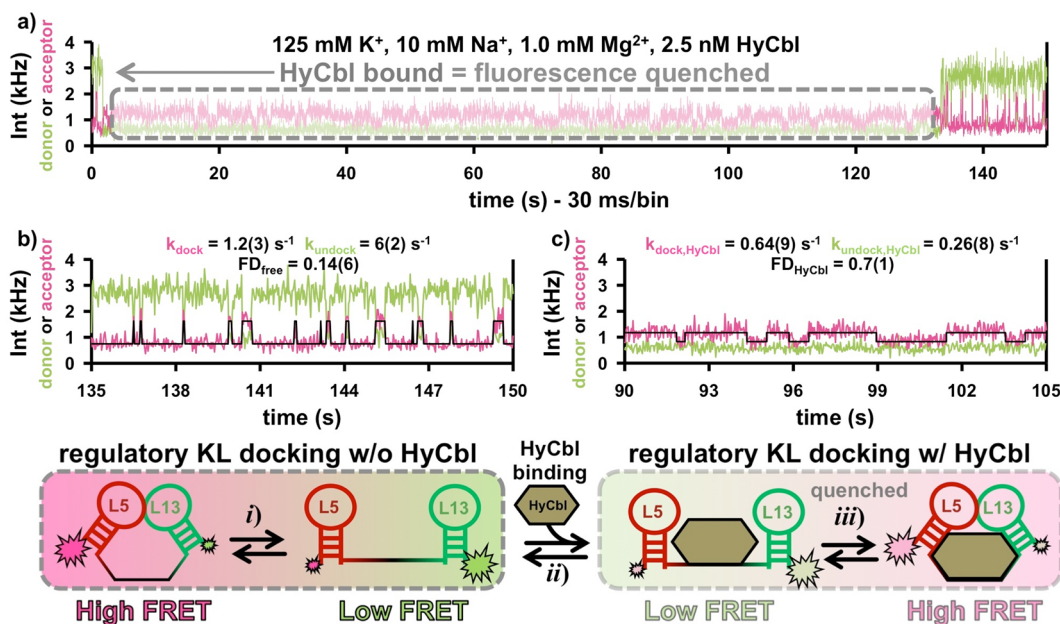 a)
125 mM K⁺, 10 mM Na⁺, 1.0 mM Mg²⁺, 2.5 nM HyCbl
HyCbl bound = fluorescence quenched
Int (kHz)
donor or acceptor
4
3
2
1
0
0 20 40 60 80 100 120 140
time (s) - 30 ms/bin
b)
k_dock = 1.2(3) s⁻¹ k_undock = 6(2) s⁻¹
FD_free = 0.14(6)
Int (kHz)
donor or acceptor
4
3
2
1
0
135 138 141 144 147 150
time (s)
c)
k_dock,HyCbl = 0.64(9) s⁻¹ k_undock,HyCbl = 0.26(8) s⁻¹
FD_HyCbl = 0.7(1)
Int (kHz)
donor or acceptor
4
3
2
1
0
90 93 96 99 102 105
time (s)
regulatory KL docking w/o HyCbl
L5 L13
i)
L5 L13
High FRET
Low FRET
HyCbl
binding
HyCbl
ii)
regulatory KL docking w/ HyCbl
L5 L13
quenched
iii)
L5 L13
Low FRET
High FRET